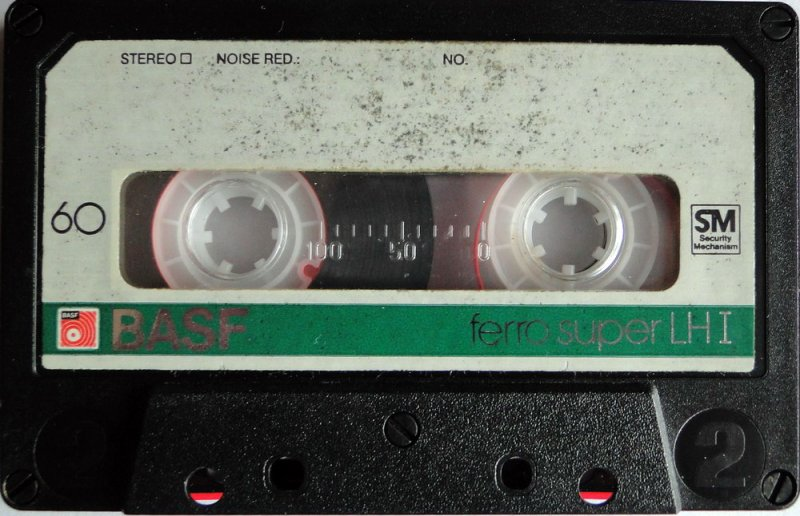 STEREO NOISE RED.: NO.
60
100 50 0
SM
Security
Mechanism
BASF
BASF ferro super LH I
2